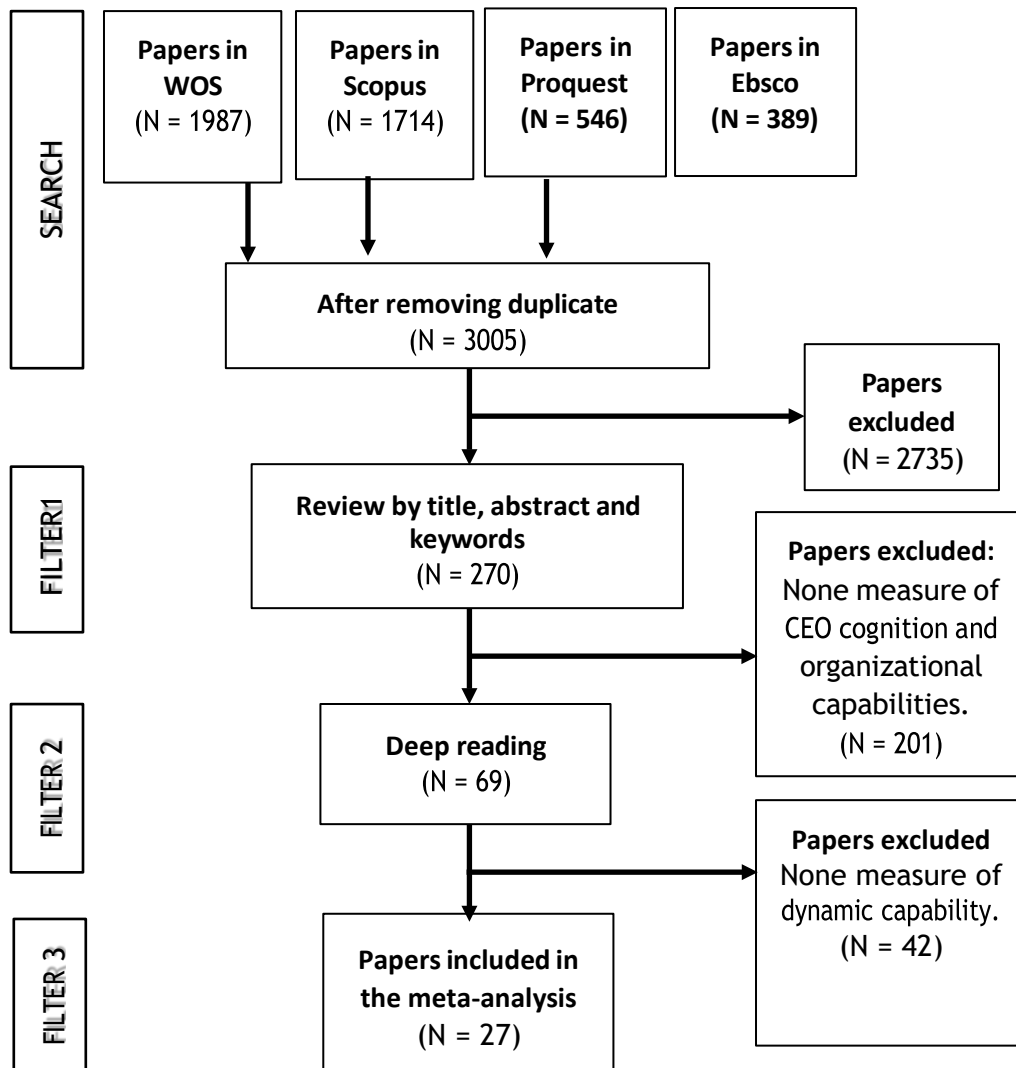 SEARCH
Papers in
WOS
(N = 1987)
Papers in
Scopus
(N = 1714)
Papers in
Proquest
(N = 546)
Papers in
Ebsco
(N = 389)
After removing duplicate
(N = 3005)
Papers
excluded
(N = 2735)
FILTER1
Review by title, abstract and
keywords
(N = 270)
Papers excluded:
None measure of
CEO cognition and
organizational
capabilities.
(N = 201)
FILTER 2
Deep reading
(N = 69)
Papers excluded
None measure of
dynamic capability.
(N = 42)
FILTER 3
Papers included in
the meta-analysis
(N = 27)